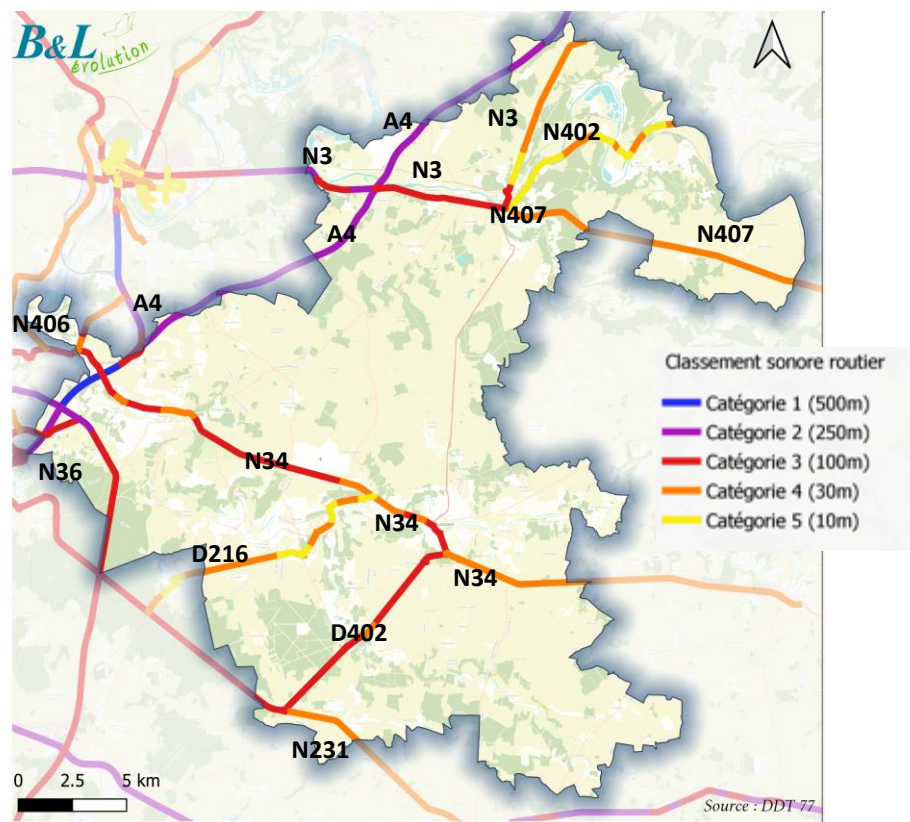 B&L
évolution
A4
N3
N402
N3
N3
N407
A4
N407
A4
N406
Classement sonore routier
Catégorie 1 (500m)
Catégorie 2 (250m)
Catégorie 3 (100m)
Catégorie 4 (30m)
Catégorie 5 (10m)
N36
N34
N34
D216
N34
D402
N231
0 2.5 5 km
Source : DDT 77